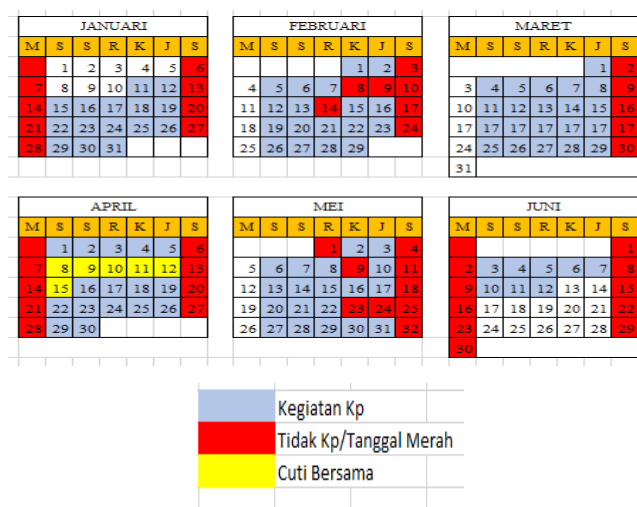 JANUARI
M S S R K J S
1 2 3 4 5 6
7 8 9 10 11 12 13
14 15 16 17 18 19 20
21 22 23 24 25 26 27
28 29 30 31
FEBRUARI
M S S R K J S
1 2 3
4 5 6 7 8 9 10
11 12 13 14 15 16 17
18 19 20 21 22 23 24
25 26 27 28 29
MARET
M S S R K J S
1 2
3 4 5 6 7 8 9
10 11 12 13 14 15 16
17 17 17 17 17 17 17
24 25 26 27 28 29 30
31
APRIL
M S S R K J S
1 2 3 4 5 6
7 8 9 10 11 12 13
14 15 16 17 18 19 20
21 22 23 24 25 26 27
28 29 30
MEI
M S S R K J S
1 2 3 4
5 6 7 8 9 10 11
12 13 14 15 16 17 18
19 20 21 22 23 24 25
26 27 28 29 30 31 32
JUNI
M S S R K J S
1
2 3 4 5 6 7 8
9 10 11 12 13 14 15
16 17 18 19 20 21 22
23 24 25 26 27 28 29
30
Kegiatan Kp
Tidak Kp/Tanggal Merah
Cuti Bersama